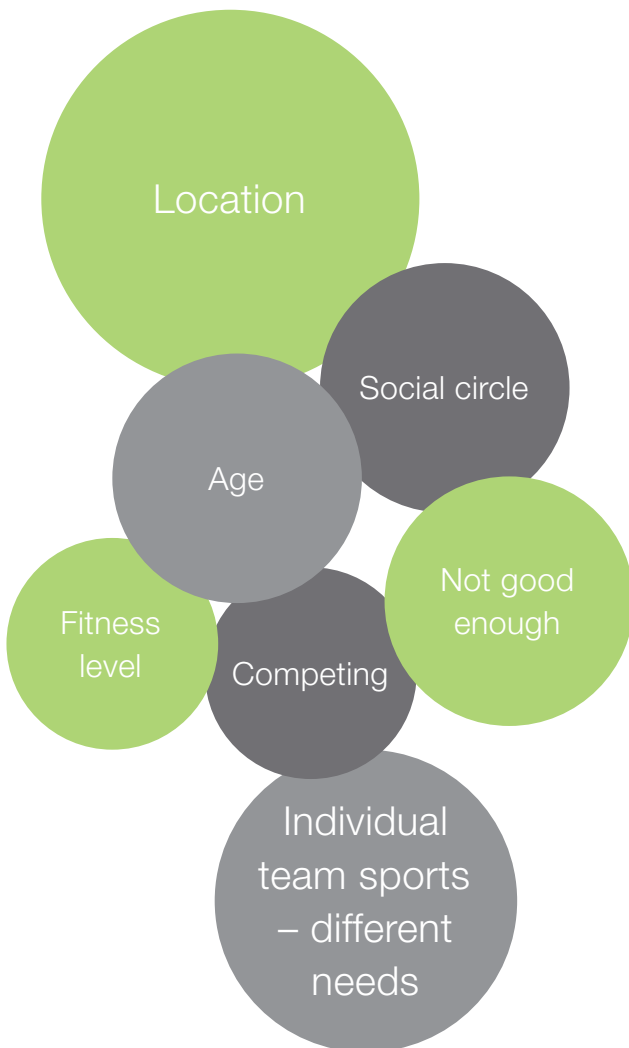 Location
Social circle
Age
Not good
enough
Fitness
level
Competing
Individual
team sports
– different
needs